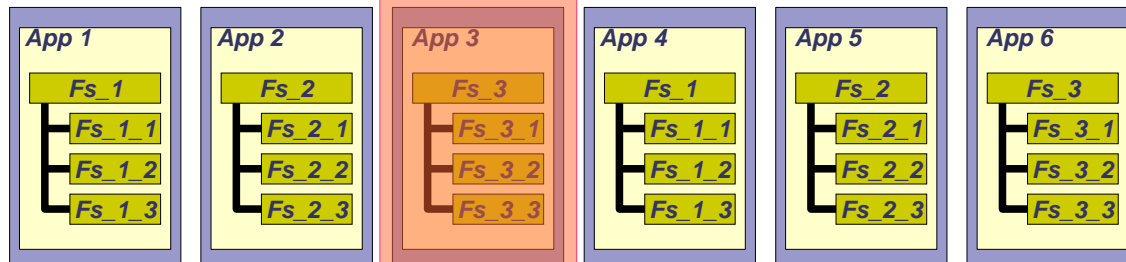 App 1
Fs_1
Fs_1_1
Fs_1_2
Fs_1_3
App 2
Fs_2
Fs_2_1
Fs_2_2
Fs_2_3
App 3
Fs_3
Fs_3_1
Fs_3_2
Fs_3_3
App 4
Fs_1
Fs_1_1
Fs_1_2
Fs_1_3
App 5
Fs_2
Fs_2_1
Fs_2_2
Fs_2_3
App 6
Fs_3
Fs_3_1
Fs_3_2
Fs_3_3